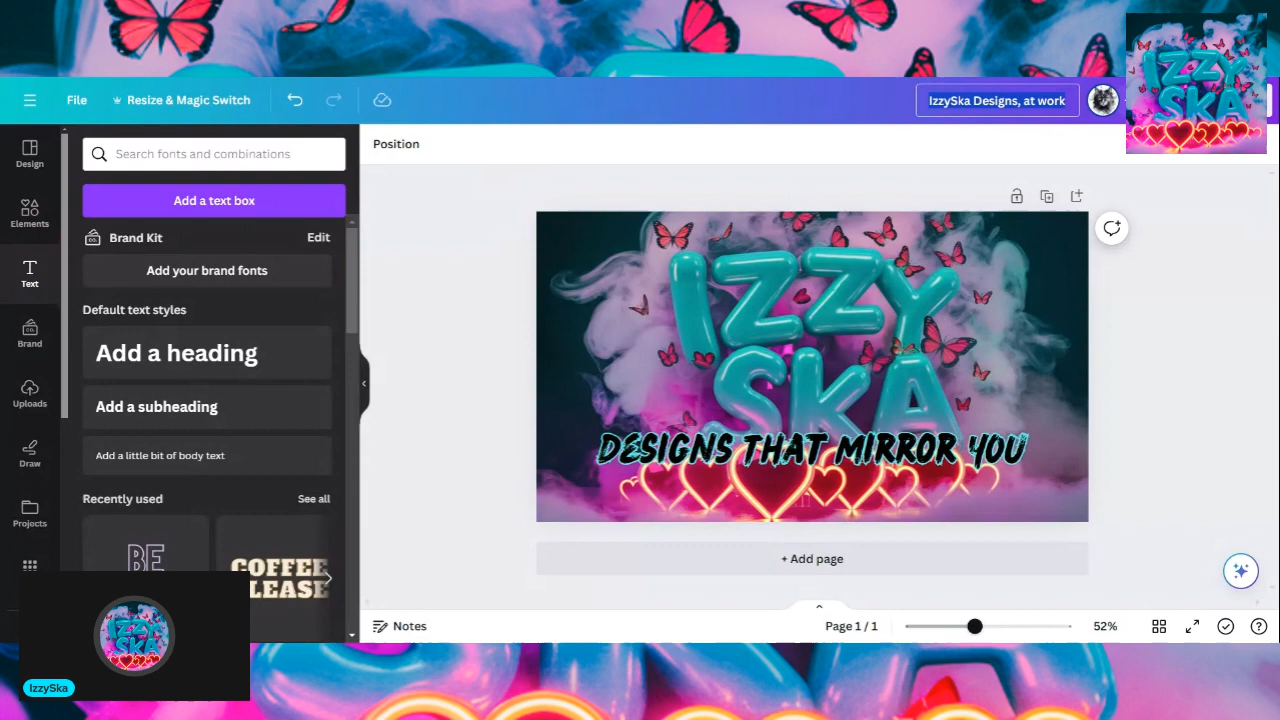 File
Resize & Magic Switch
IzzySka Designs, at work
IZZY
SKA
Design
Elements
Text
Brand
Uploads
Draw
Projects
Search fonts and combinations
Add a text box
Brand Kit
Edit
Add your brand fonts
Default text styles
Add a heading
Add a subheading
Add a little bit of body text
Recently used
See all
BE
COFFEE
Position
IZZY
SKA
DESIGNS THAT MIRROR YOU
+ Add page
Notes
Page 1 / 1
52%
IZZY
SKA
IzzySka